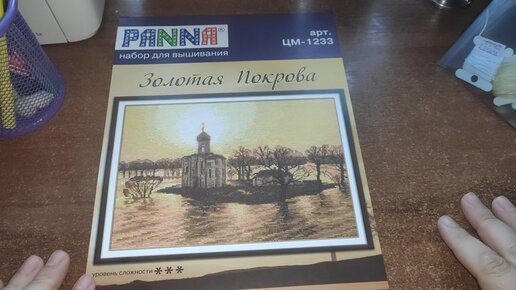 PANNA®
набор для вышивания
арт.
ЦМ-1233
Золотая Покрова
уровень сложности ***